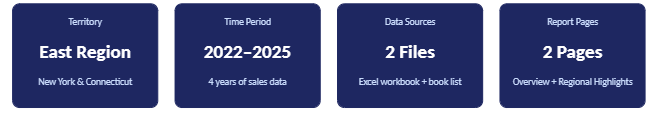 Territory
East Region
New York & Connecticut
Time Period
2022–2025
4 years of sales data
Data Sources
2 Files
Excel workbook + book list
Report Pages
2 Pages
Overview + Regional Highlights